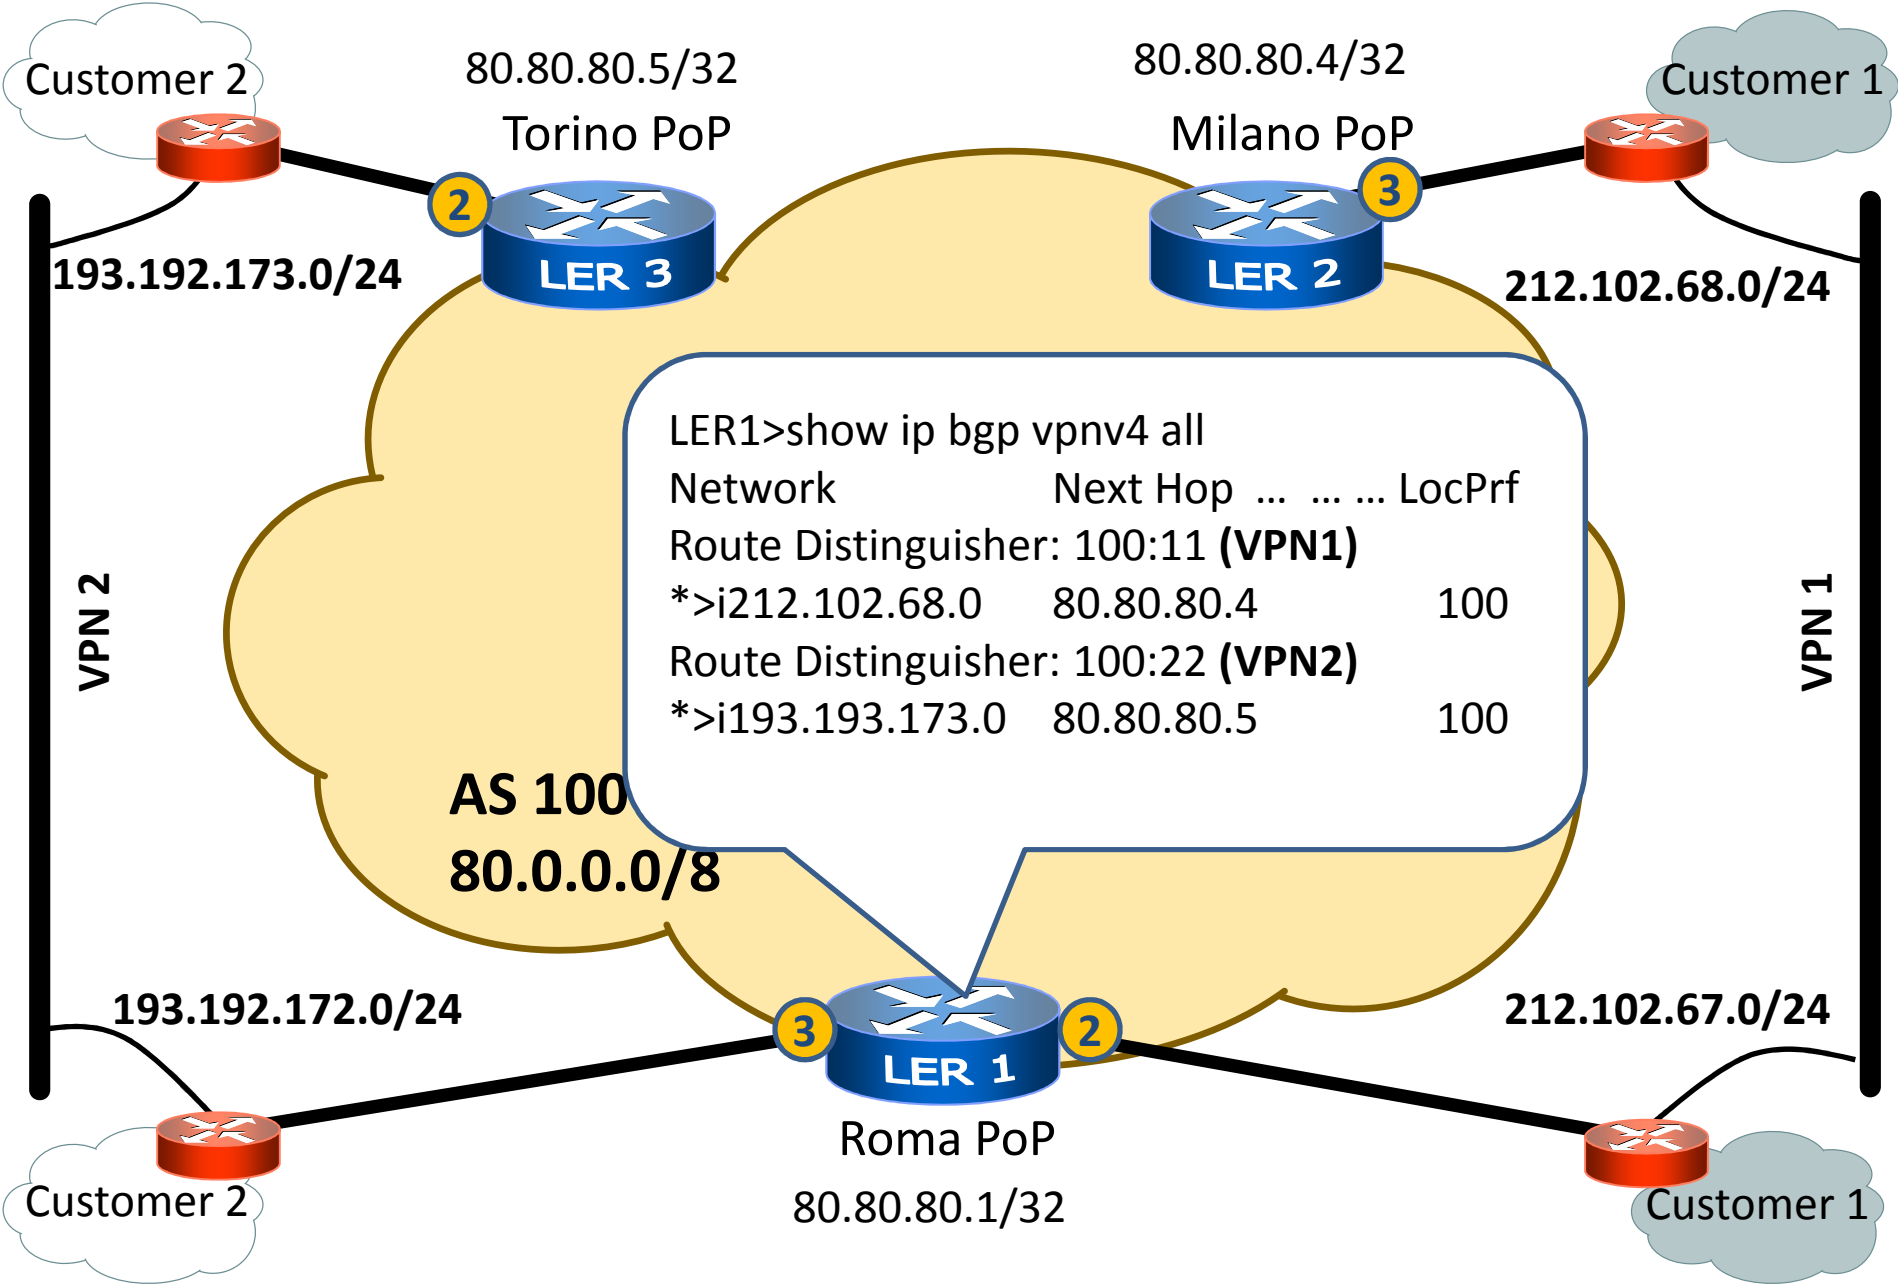 Customer 2
80.80.80.5/32
Torino PoP
80.80.80.4/32
Milano PoP
Customer 1
2
LER 3
3
LER 2
193.192.173.0/24
212.102.68.0/24
LER1>show ip bgp vpnv4 all
Network Next Hop ... ... ... LocPrf
Route Distinguisher: 100:11 (VPN1)
*>i212.102.68.0 80.80.80.4 100
Route Distinguisher: 100:22 (VPN2)
*>i193.193.173.0 80.80.80.5 100
VPN 2
VPN 1
AS 100
80.0.0.0/8
193.192.172.0/24
212.102.67.0/24
3
LER 1
2
Roma PoP
80.80.80.1/32
Customer 2
Customer 1